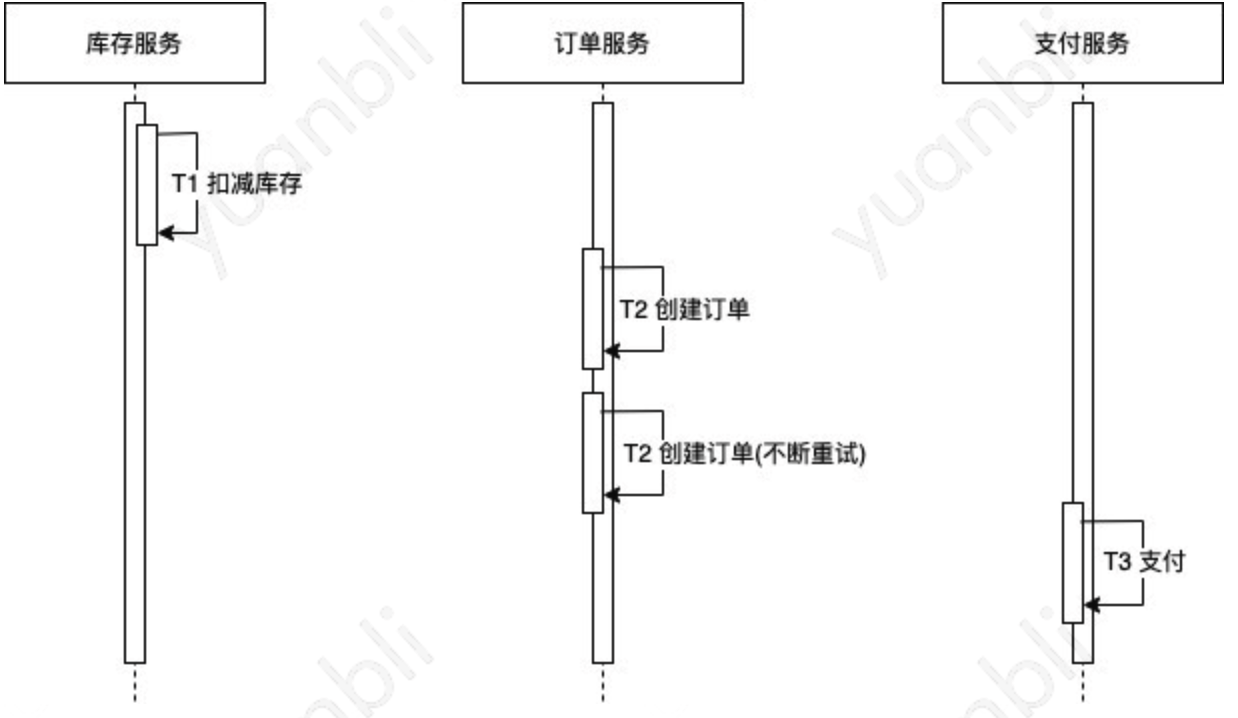 库存服务
订单服务
支付服务
T1 扣减库存
T2 创建订单
T2 创建订单(不断重试)
T3 支付
yuanbli
yuanbli
yuanbli
yuanbli